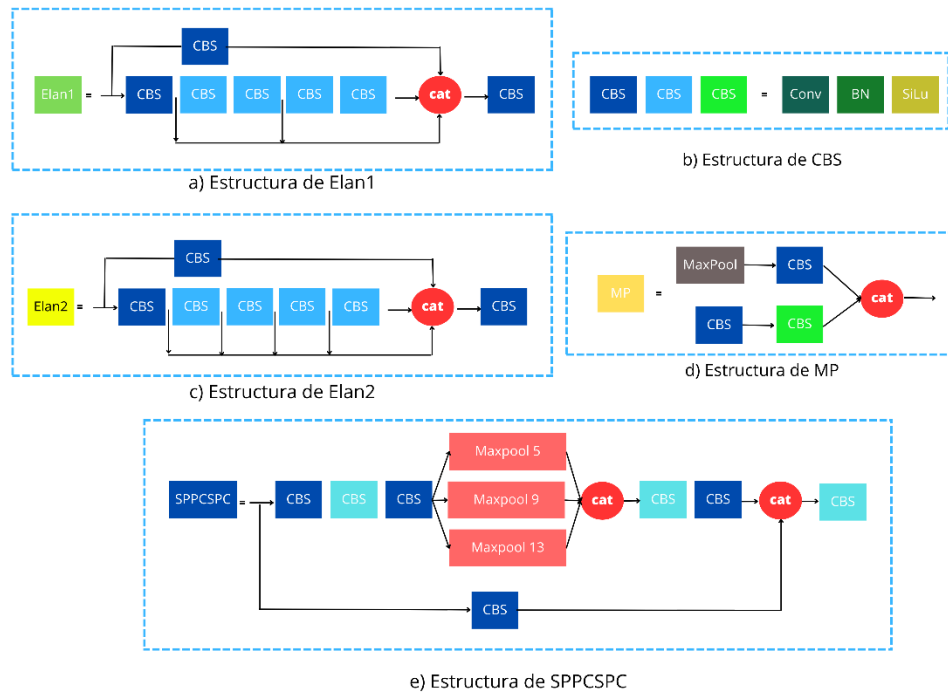 CBS
Elan1 = CBS CBS CBS CBS CBS cat CBS
a) Estructura de Elan1
CBS CBS CBS = Conv BN SiLu
b) Estructura de CBS
CBS
Elan2 = CBS CBS CBS CBS CBS cat CBS
c) Estructura de Elan2
MaxPool CBS
MP = cat
CBS CBS
d) Estructura de MP
Maxpool 5
SPPCSPC = CBS CBS CBS Maxpool 9 cat CBS CBS cat CBS
Maxpool 13
CBS
e) Estructura de SPPCSPC